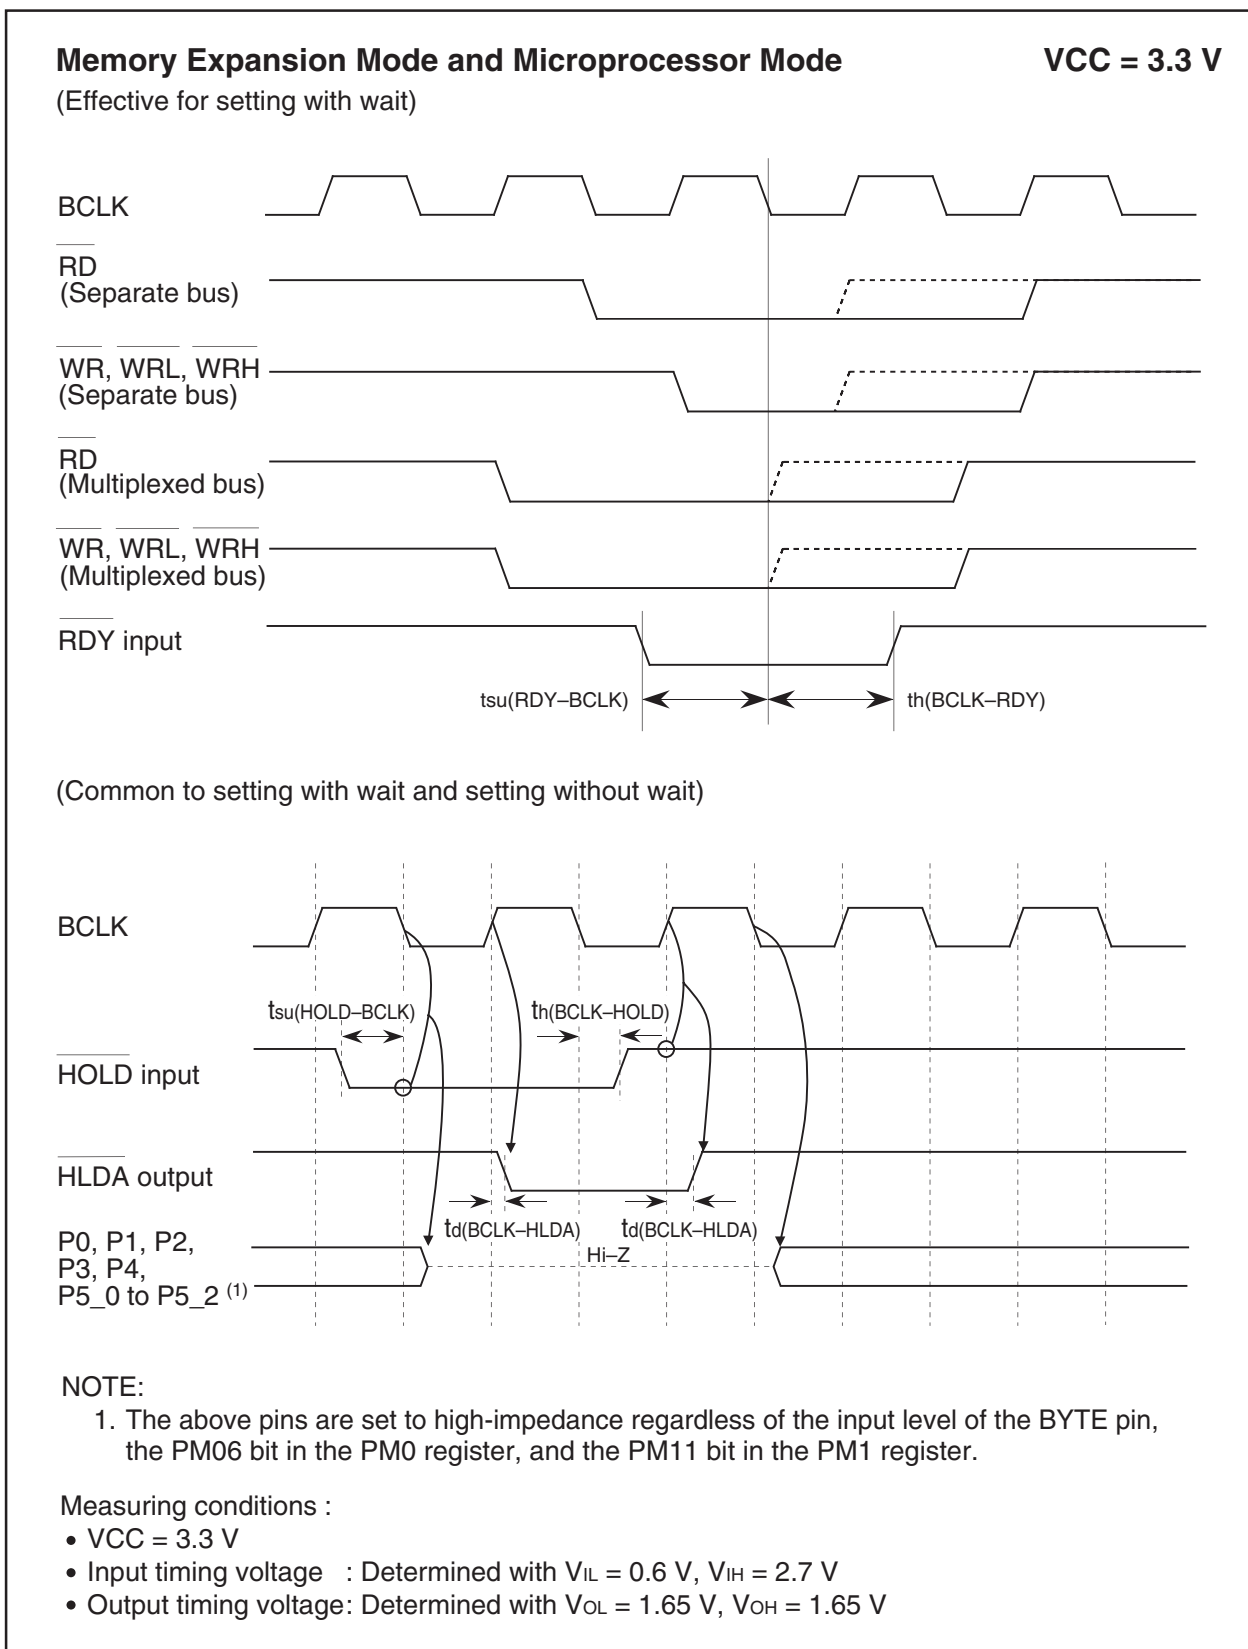 Memory Expansion Mode and Microprocessor Mode VCC = 3.3 V
(Effective for setting with wait)
BCLK
RD
(Separate bus)
WR, WRL, WRH
(Separate bus)
RD
(Multiplexed bus)
WR, WRL, WRH
(Multiplexed bus)
RDY input
tsu(RDY–BCLK) th(BCLK–RDY)
(Common to setting with wait and setting without wait)
BCLK
tsu(HOLD–BCLK) th(BCLK–HOLD)
HOLD input
HLDA output
td(BCLK–HLDA) td(BCLK–HLDA)
Hi–Z
P0, P1, P2,
P3, P4,
P5_0 to P5_2 (1)
NOTE:
1. The above pins are set to high-impedance regardless of the input level of the BYTE pin,
the PM06 bit in the PM0 register, and the PM11 bit in the PM1 register.
Measuring conditions :
• VCC = 3.3 V
• Input timing voltage : Determined with VIL = 0.6 V, VIH = 2.7 V
• Output timing voltage: Determined with VOL = 1.65 V, VOH = 1.65 V